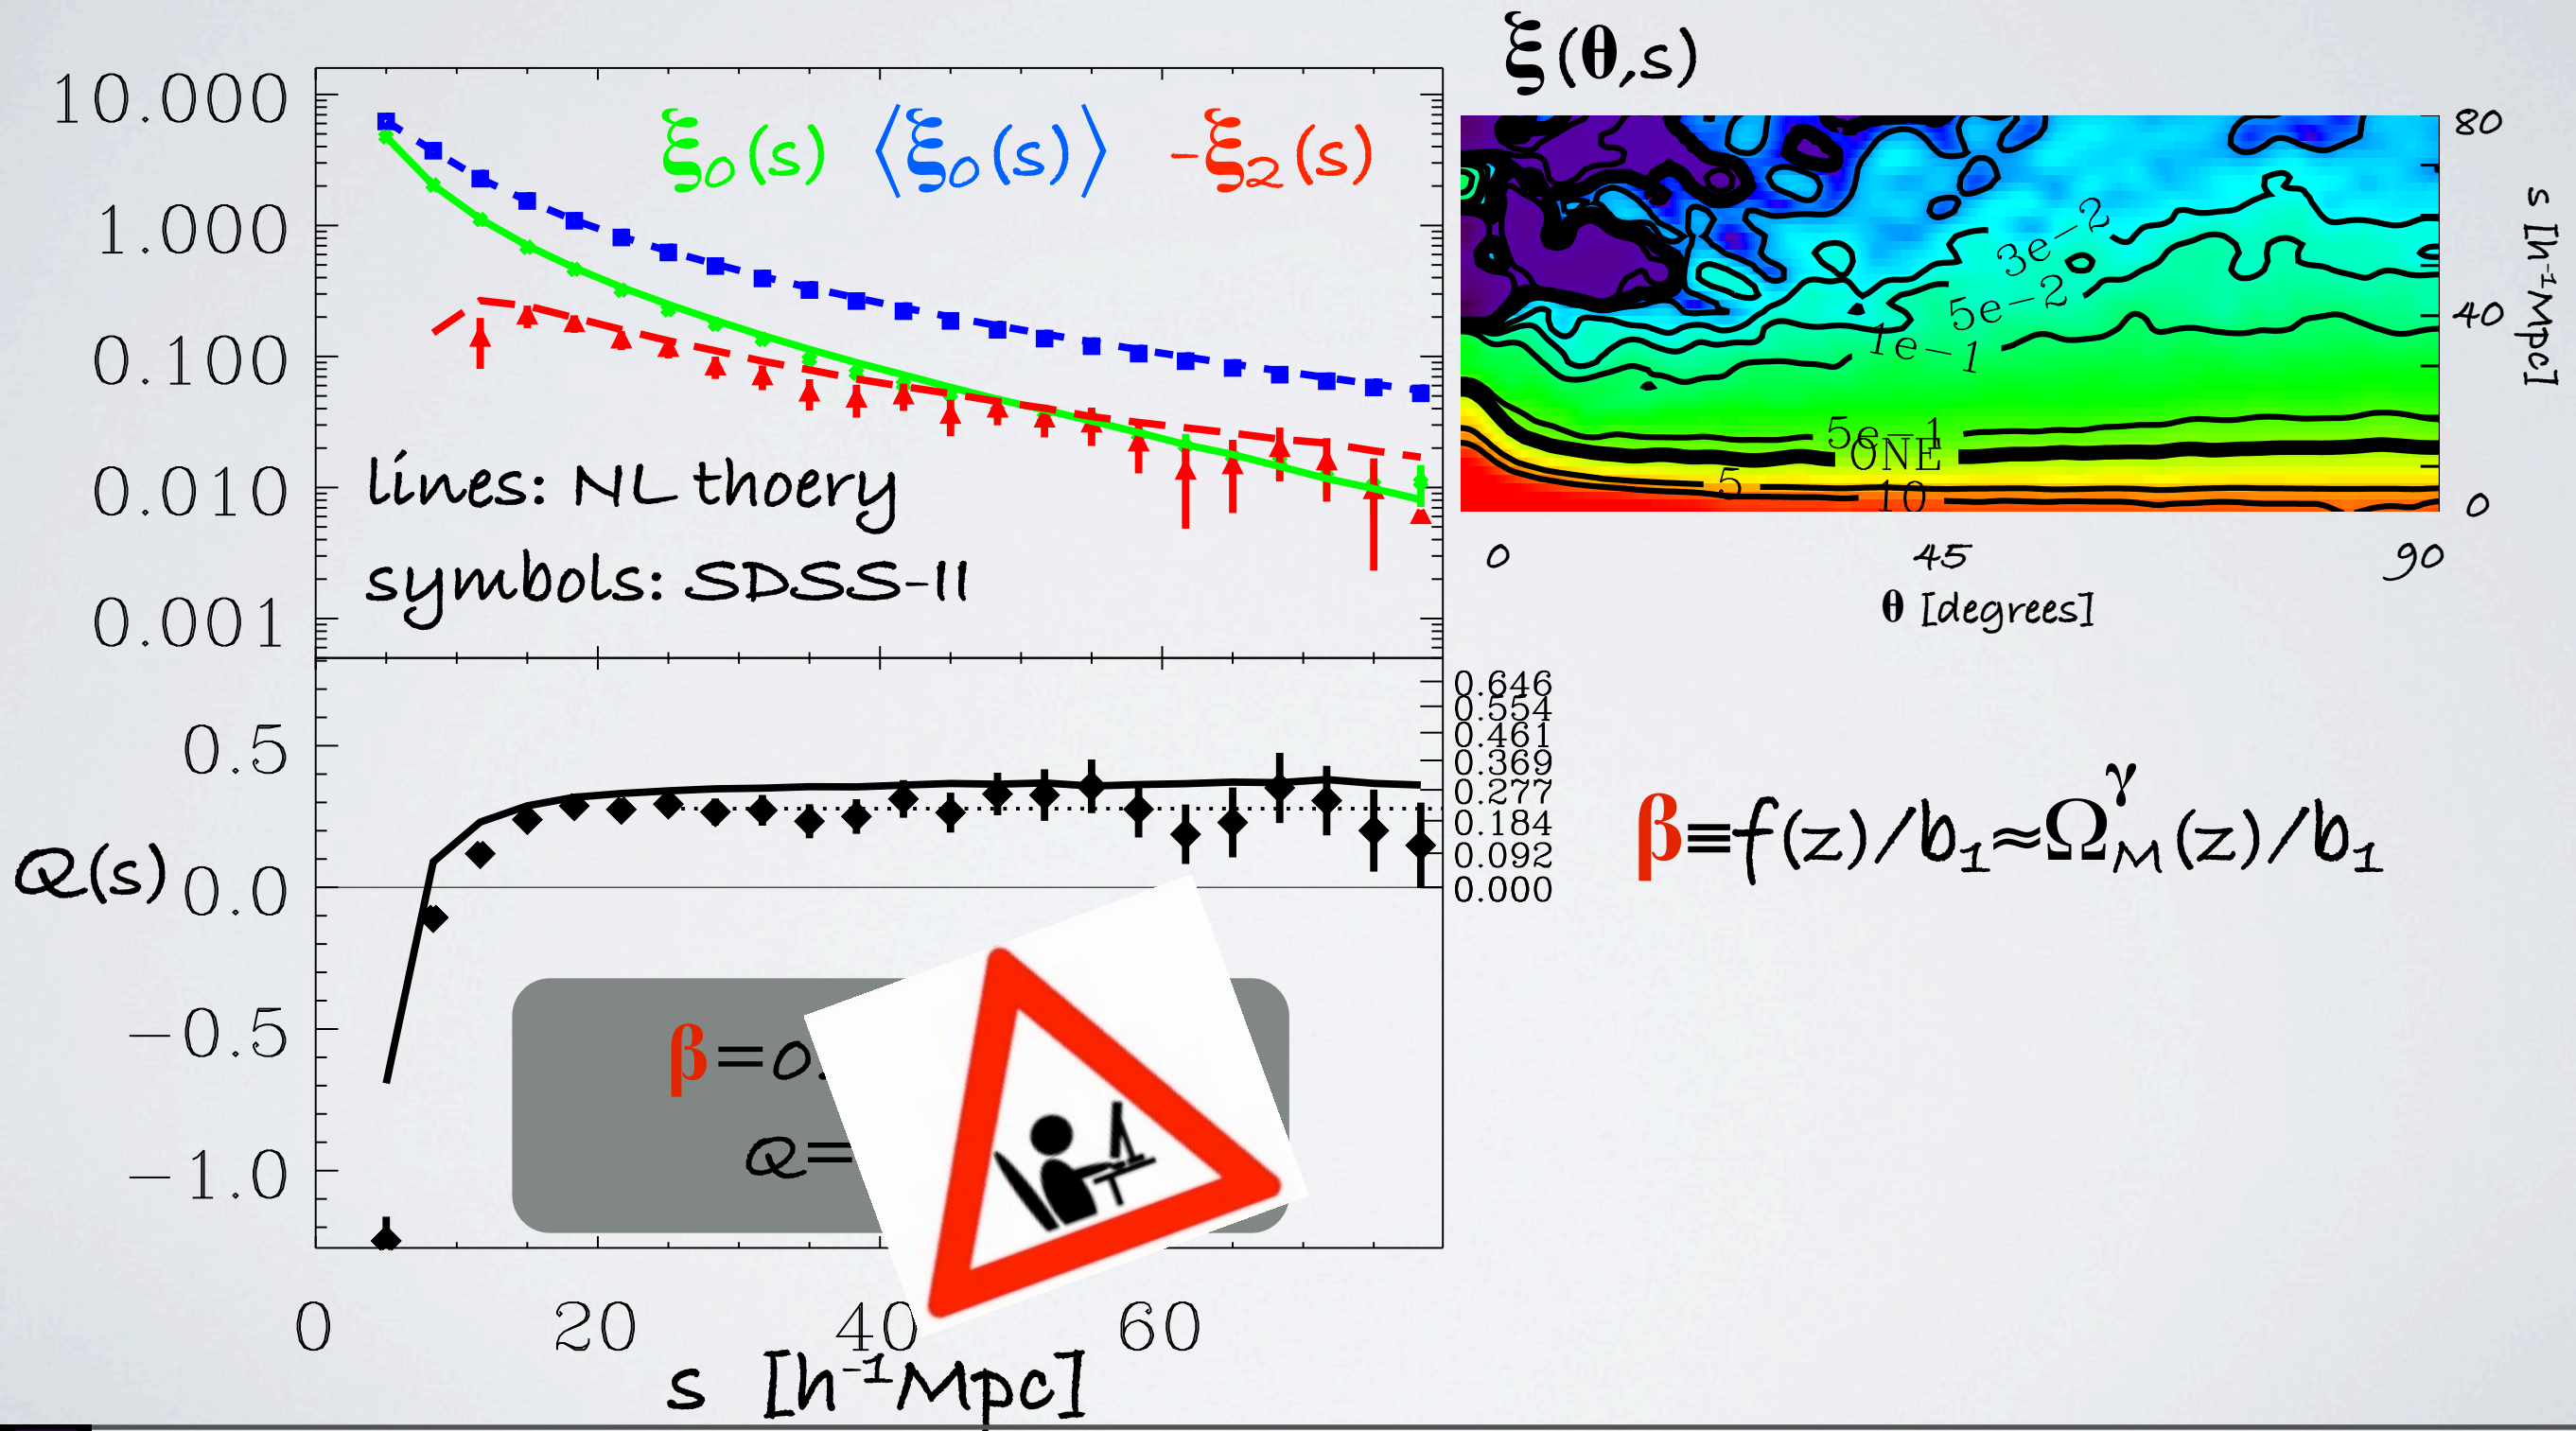 ξ(θ,s)
10.000
1.000
0.100
0.010
0.001
ξ₀(s) ⟨ξ₀(s)⟩ -ξ₂(s)
lines: NL thoery
symbols: SDSS-II
3e-2
5e-2
1e-1
5e-1
ONE
5
10
80
40
0
s [h⁻¹Mpc]
0 45 90
θ [degrees]
Q(s)
0.5
0.0
-0.5
-1.0
0.646
0.554
0.461
0.369
0.277
0.184
0.092
0.000
β≡f(z)/b₁≈Ω_M^γ(z)/b₁
β=0.
Q=
0 20 40 60
s [h⁻¹Mpc]